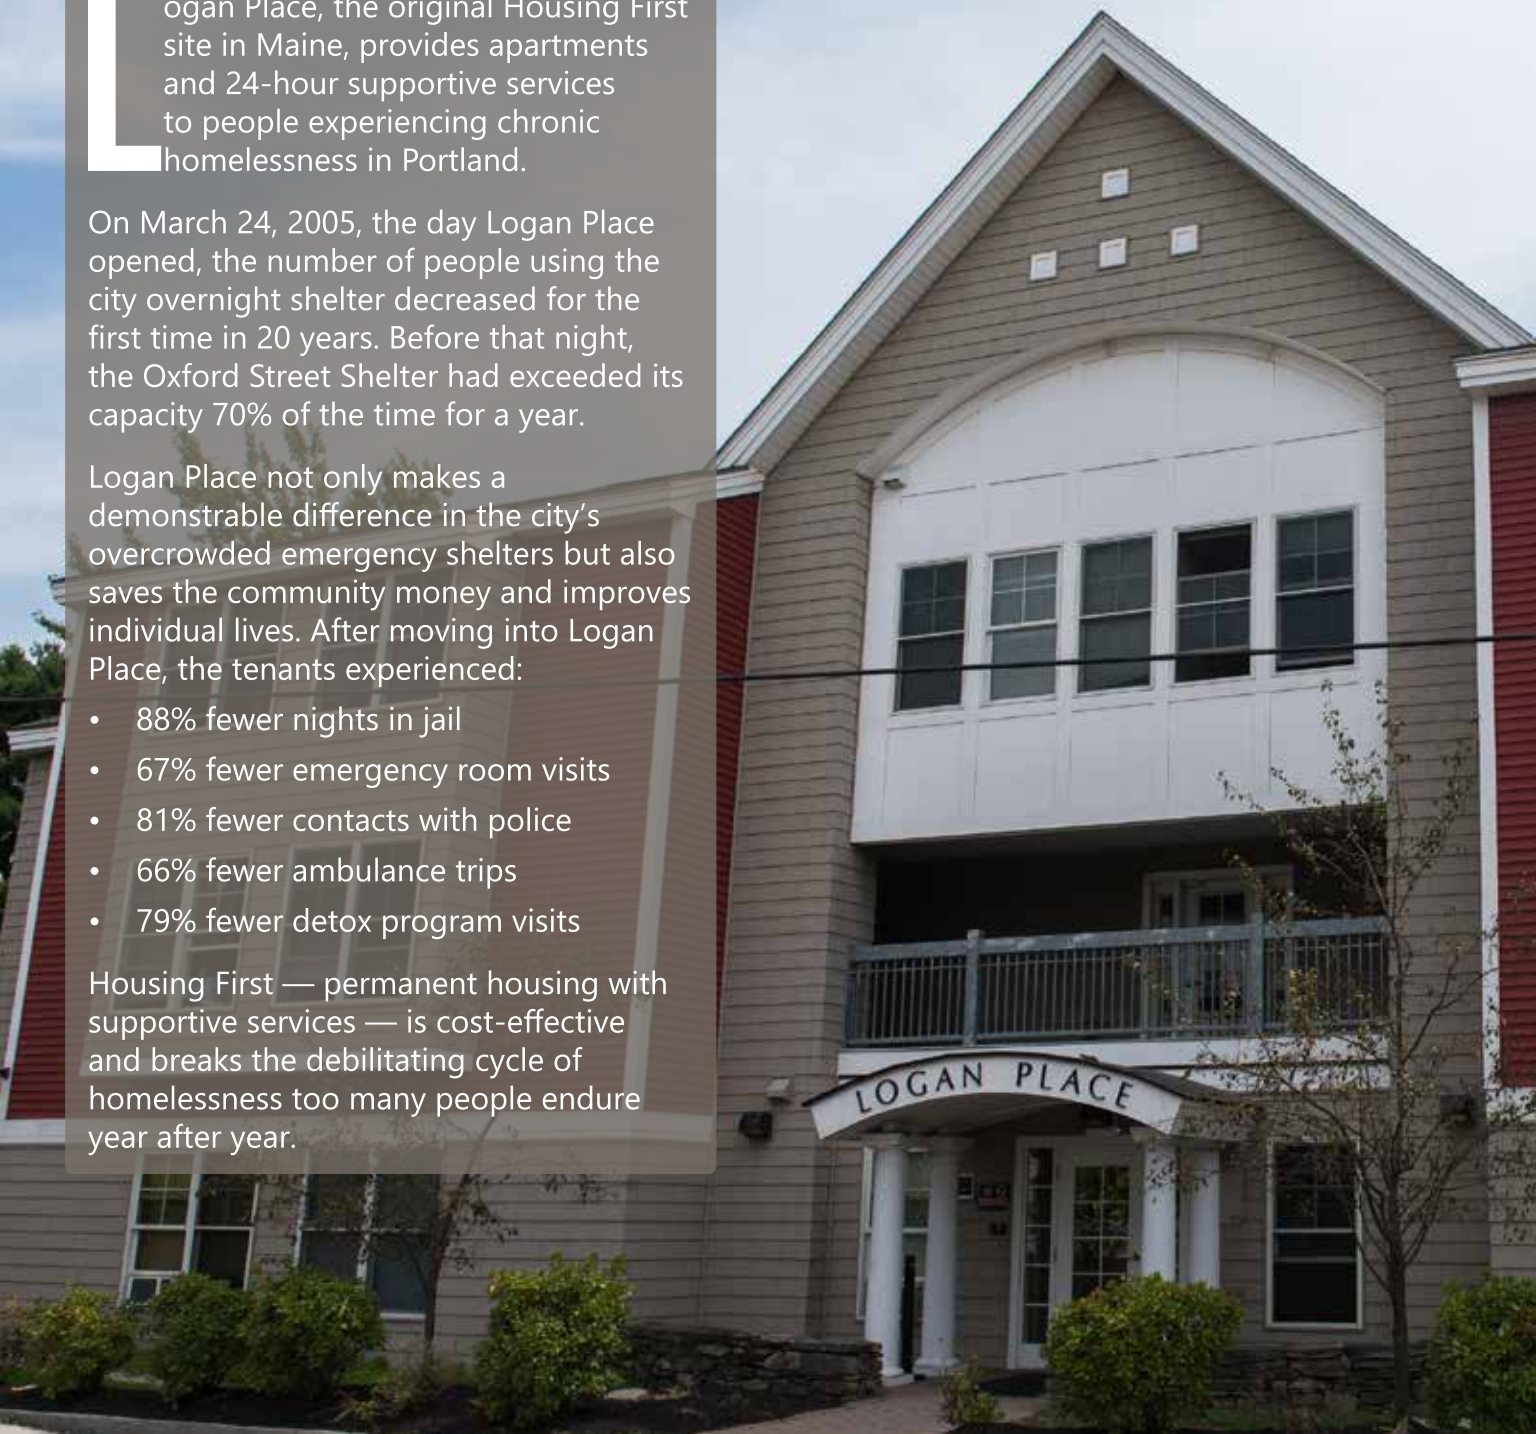 Logan Place, the original Housing First
site in Maine, provides apartments
and 24-hour supportive services
to people experiencing chronic
homelessness in Portland.
On March 24, 2005, the day Logan Place
opened, the number of people using the
city overnight shelter decreased for the
first time in 20 years. Before that night,
the Oxford Street Shelter had exceeded its
capacity 70% of the time for a year.
Logan Place not only makes a
demonstrable difference in the city’s
overcrowded emergency shelters but also
saves the community money and improves
individual lives. After moving into Logan
Place, the tenants experienced:
• 88% fewer nights in jail
• 67% fewer emergency room visits
• 81% fewer contacts with police
• 66% fewer ambulance trips
• 79% fewer detox program visits
Housing First — permanent housing with
supportive services — is cost-effective
and breaks the debilitating cycle of
homelessness too many people endure
year after year.
LOGAN PLACE